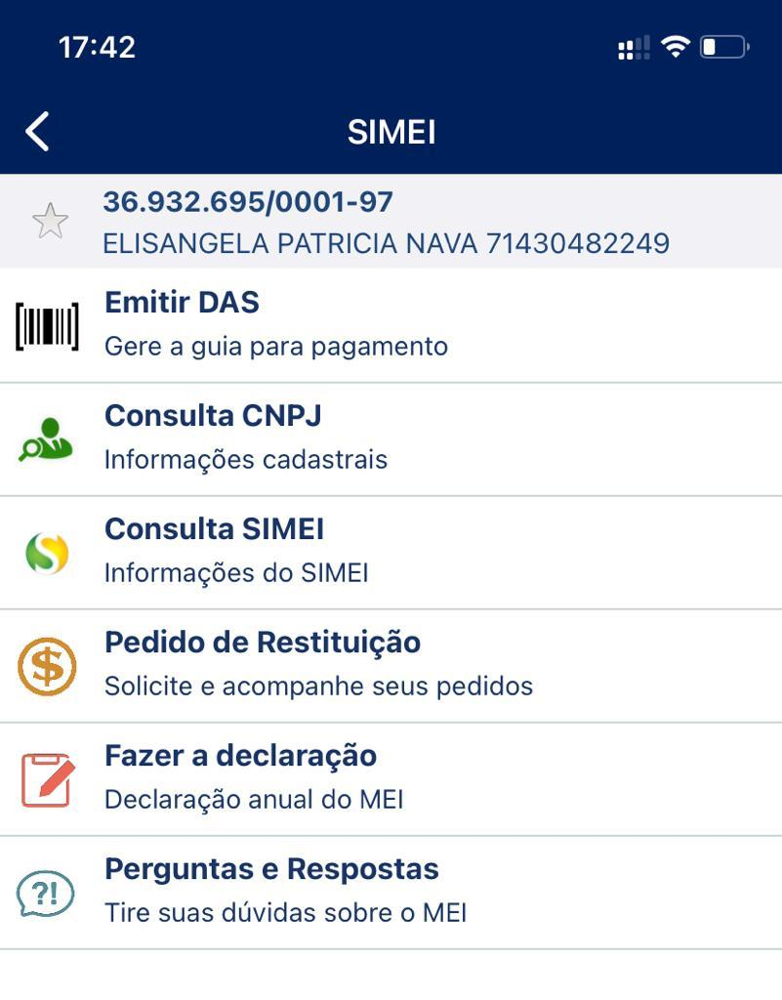 17:42
SIMEI
36.932.695/0001-97
ELISANGELA PATRICIA NAVA 71430482249
Emitir DAS
Gere a guia para pagamento
Consulta CNPJ
Informações cadastrais
Consulta SIMEI
Informações do SIMEI
Pedido de Restituição
Solicite e acompanhe seus pedidos
Fazer a declaração
Declaração anual do MEI
?!
Perguntas e Respostas
Tire suas dúvidas sobre o MEI